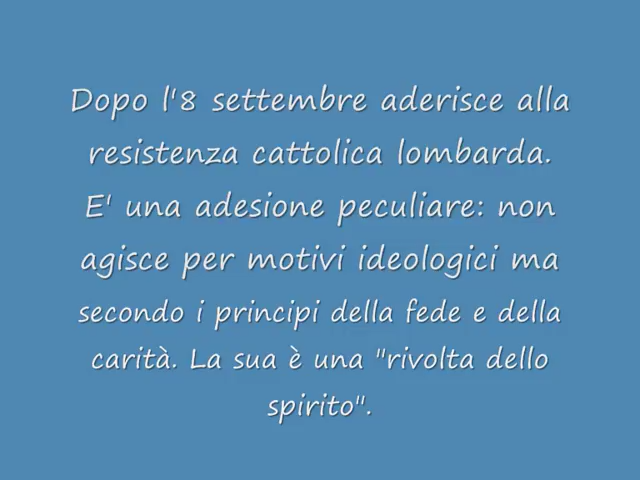 Dopo l'8 settembre aderisce alla
resistenza cattolica lombarda.
E' una adesione peculiare: non
agisce per motivi ideologici ma
secondo i principi della fede e della
carità. La sua è una "rivolta dello
spirito".